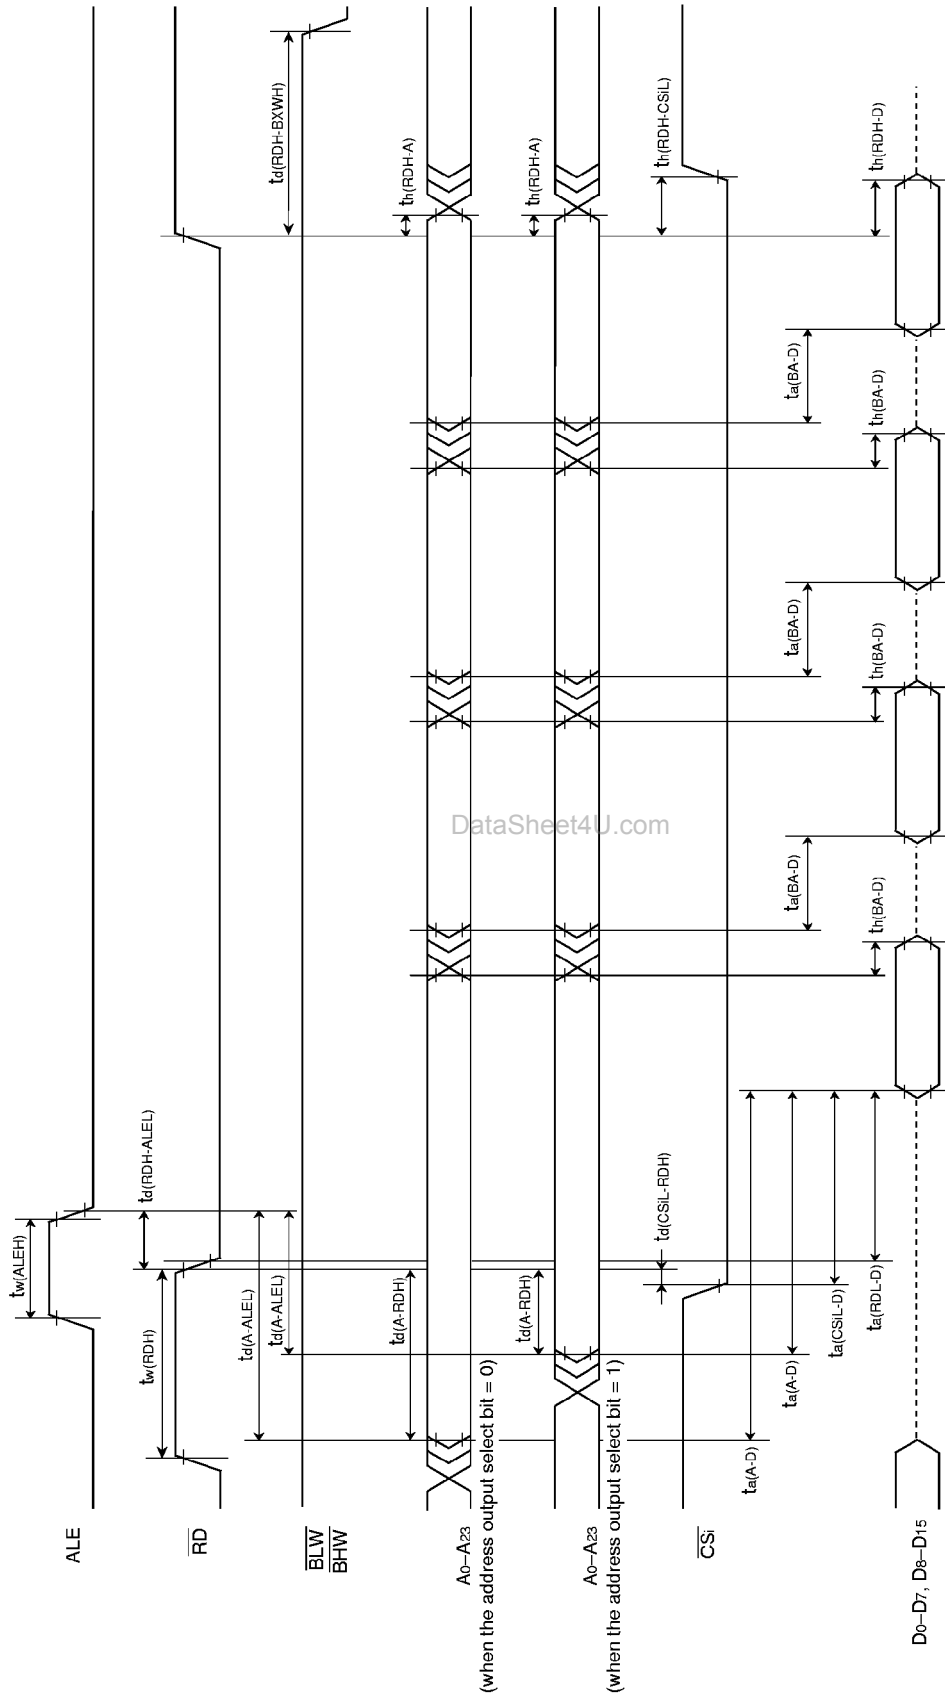 ALE
tw(ALEH)
td(RDH-ALEL)
RD
tw(RDH)
td(RDH-BXWH)
td(A-ALEL)
td(A-ALEL)
BLW
BHW
td(A-RDH)
th(RDH-A)
A0–A23
(when the address output select bit = 0)
td(A-RDH)
th(RDH-A)
A0–A23
(when the address output select bit = 1)
td(CSiL-RDH)
th(RDH-CSiL)
CSi
ta(A-D)
ta(A-D)
ta(BA-D)
ta(BA-D)
ta(BA-D)
ta(CSiL-D)
ta(RDL-D)
th(BA-D)
th(BA-D)
th(BA-D)
th(RDH-D)
D0–D7, D8–D15
DataSheet4U.com